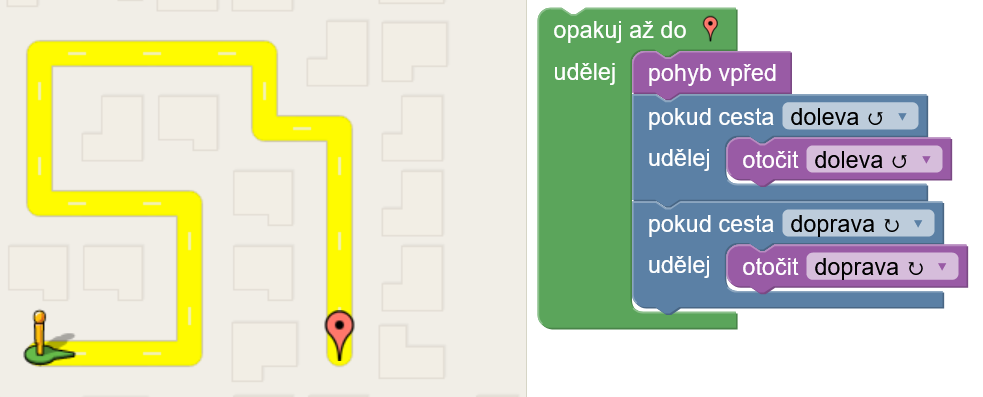 opakuj až do
udělej pohyb vpřed
pokud cesta doleva ↺ ▼
udělej otočit doleva ↺ ▼
pokud cesta doprava ↻ ▼
udělej otočit doprava ↻ ▼